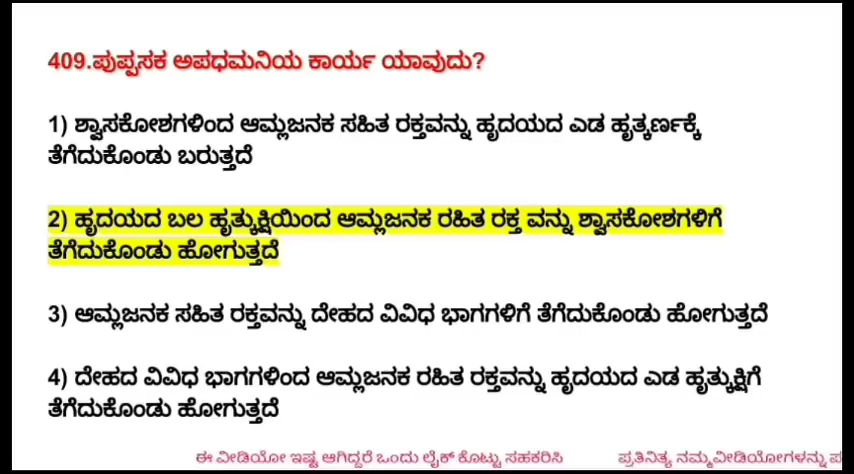 409.ಪುಪ್ಪಸಕ ಅಪಧಮನಿಯ ಕಾರ್ಯ ಯಾವುದು?
1) ಶ್ವಾಸಕೋಶಗಳಿಂದ ಆಮ್ಲಜನಕ ಸಹಿತ ರಕ್ತವನ್ನು ಹೃದಯದ ಎಡ ಹೃತ್ಕರ್ಣಕ್ಕೆ
ತೆಗೆದುಕೊಂಡು ಬರುತ್ತದೆ
2) ಹೃದಯದ ಬಲ ಹೃತ್ಕುಕ್ಷಿಯಿಂದ ಆಮ್ಲಜನಕ ರಹಿತ ರಕ್ತ ವನ್ನು ಶ್ವಾಸಕೋಶಗಳಿಗೆ
ತೆಗೆದುಕೊಂಡು ಹೋಗುತ್ತದೆ
3) ಆಮ್ಲಜನಕ ಸಹಿತ ರಕ್ತವನ್ನು ದೇಹದ ವಿವಿಧ ಭಾಗಗಳಿಗೆ ತೆಗೆದುಕೊಂಡು ಹೋಗುತ್ತದೆ
4) ದೇಹದ ವಿವಿಧ ಭಾಗಗಳಿಂದ ಆಮ್ಲಜನಕ ರಹಿತ ರಕ್ತವನ್ನು ಹೃದಯದ ಎಡ ಹೃತ್ಕುಕ್ಷಿಗೆ
ತೆಗೆದುಕೊಂಡು ಹೋಗುತ್ತದೆ
ಈ ವೀಡಿಯೋ ಇಷ್ಟ ಆಗಿದ್ದರೆ ಒಂದು ಲೈಕ್ ಕೊಟ್ಟು ಸಹಕರಿಸಿ ಪ್ರತಿನಿತ್ಯ ನಮ್ಮ ವೀಡಿಯೋಗಳನ್ನು